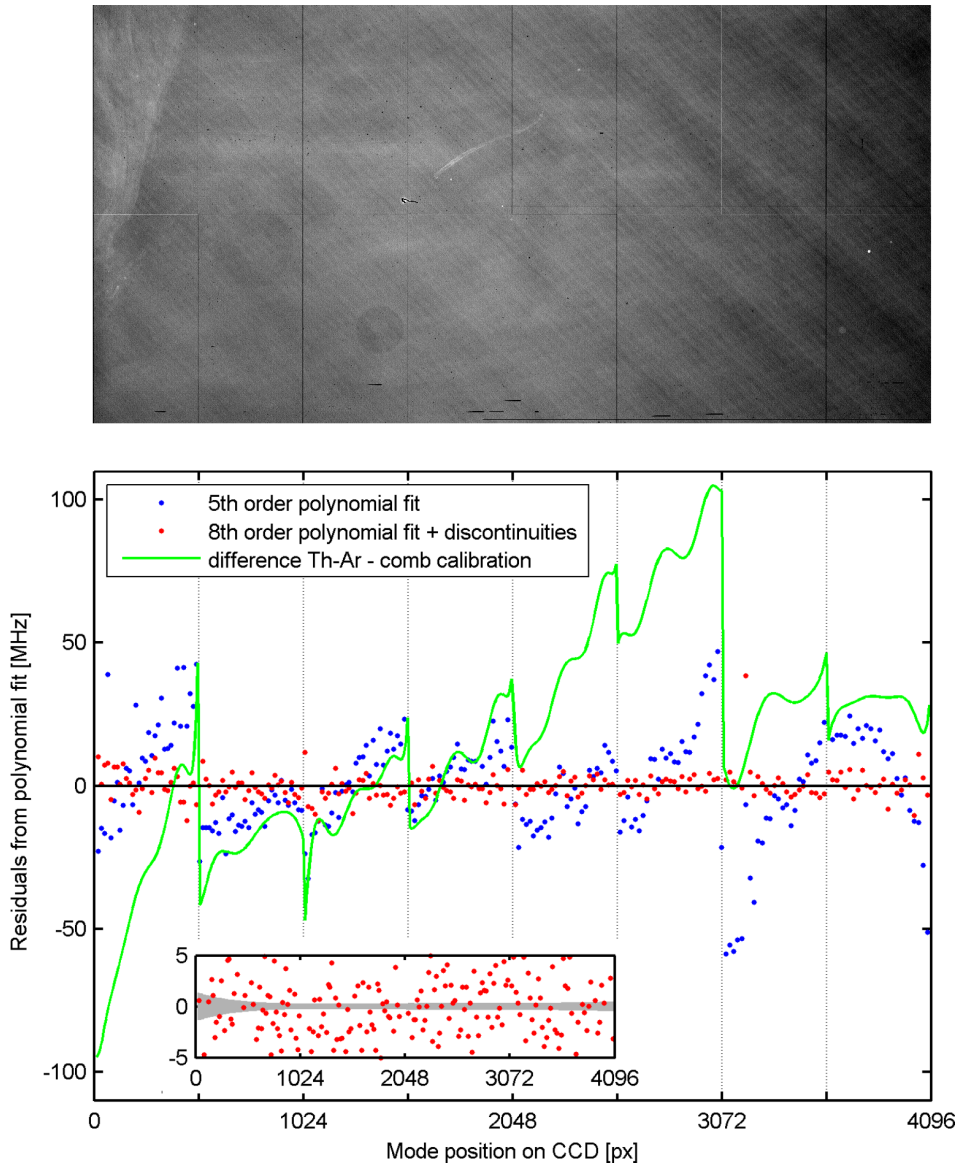 100
50
0
-50
-100
Residuals from polynomial fit [MHz]
5th order polynomial fit
8th order polynomial fit + discontinuities
difference Th-Ar - comb calibration
5
0
-5
0 1024 2048 3072 4096
0 1024 2048 3072 4096
Mode position on CCD [px]